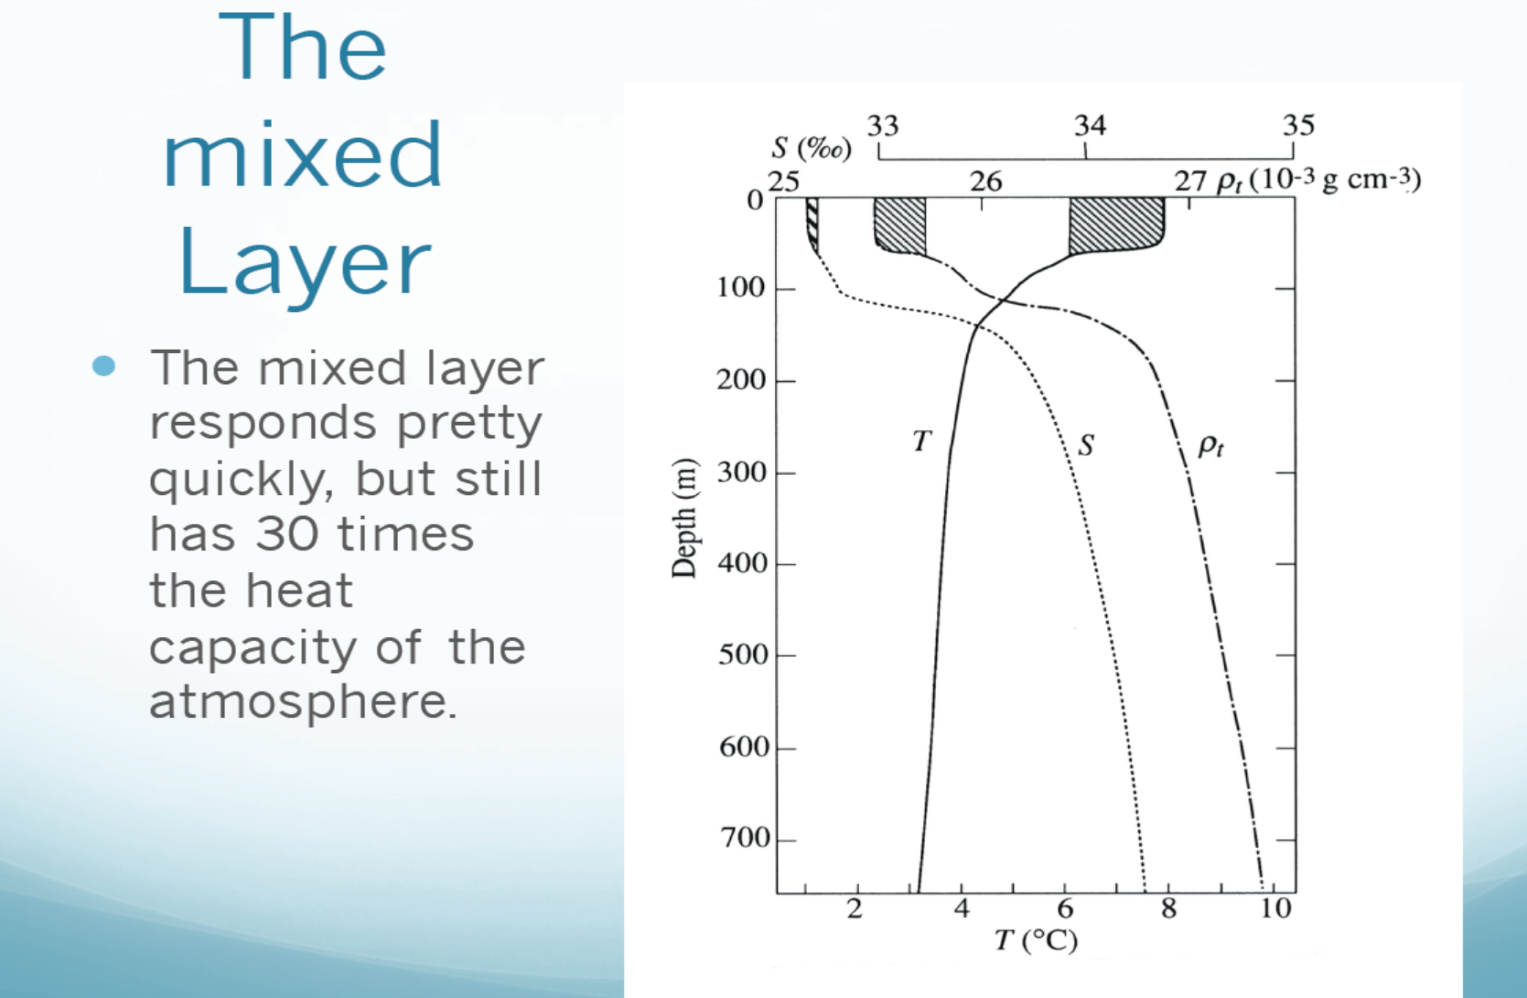 The
mixed
Layer
The mixed layer
responds pretty
quickly, but still
has 30 times
the heat
capacity of the
atmosphere.
33 34 35
S (‰)
25 26 27 ρt (10-3 g cm-3)
0
100
200
300
400
500
600
700
Depth (m)
T S ρt
2 4 6 8 10
T (°C)